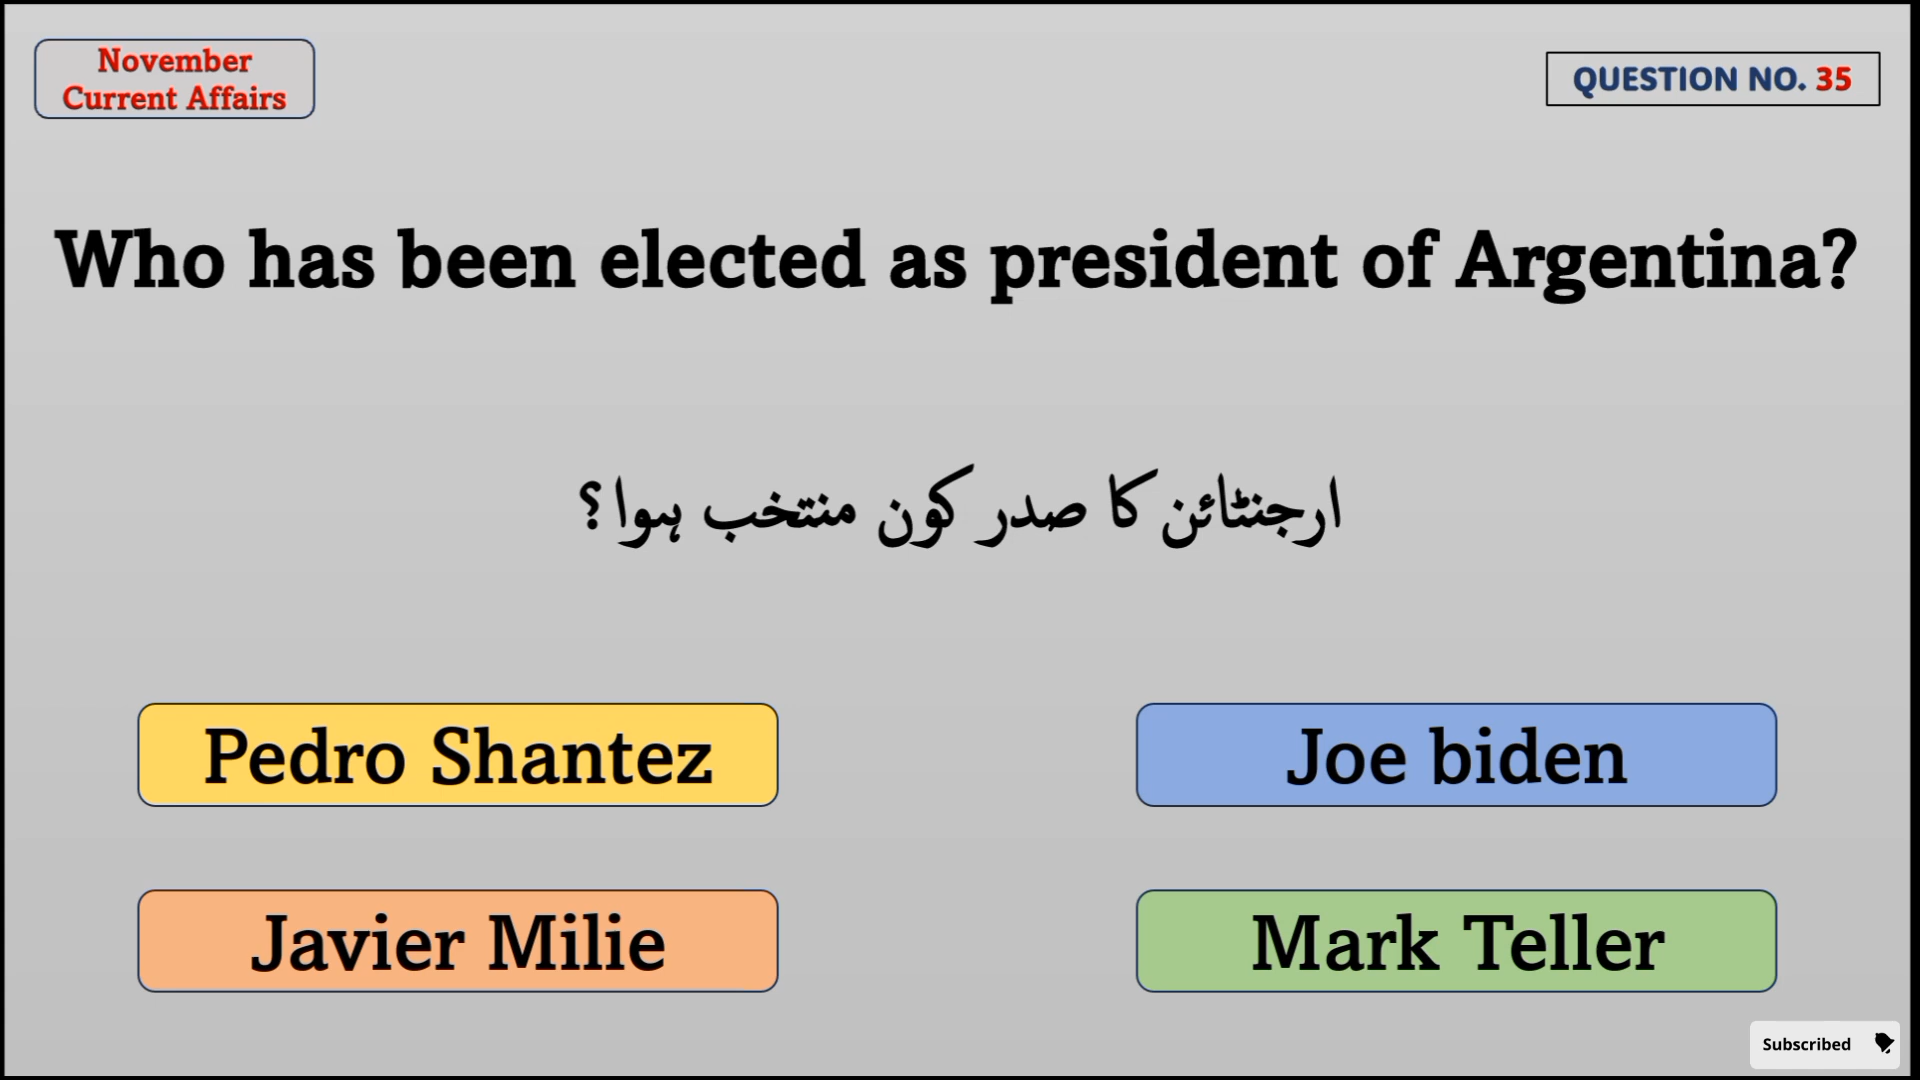 November
Current Affairs
QUESTION NO. 35
Who has been elected as president of Argentina?
ارجنٹائن کا صدر کون منتخب ہوا؟
Pedro Shantez
Joe biden
Javier Milie
Mark Teller
Subscribed